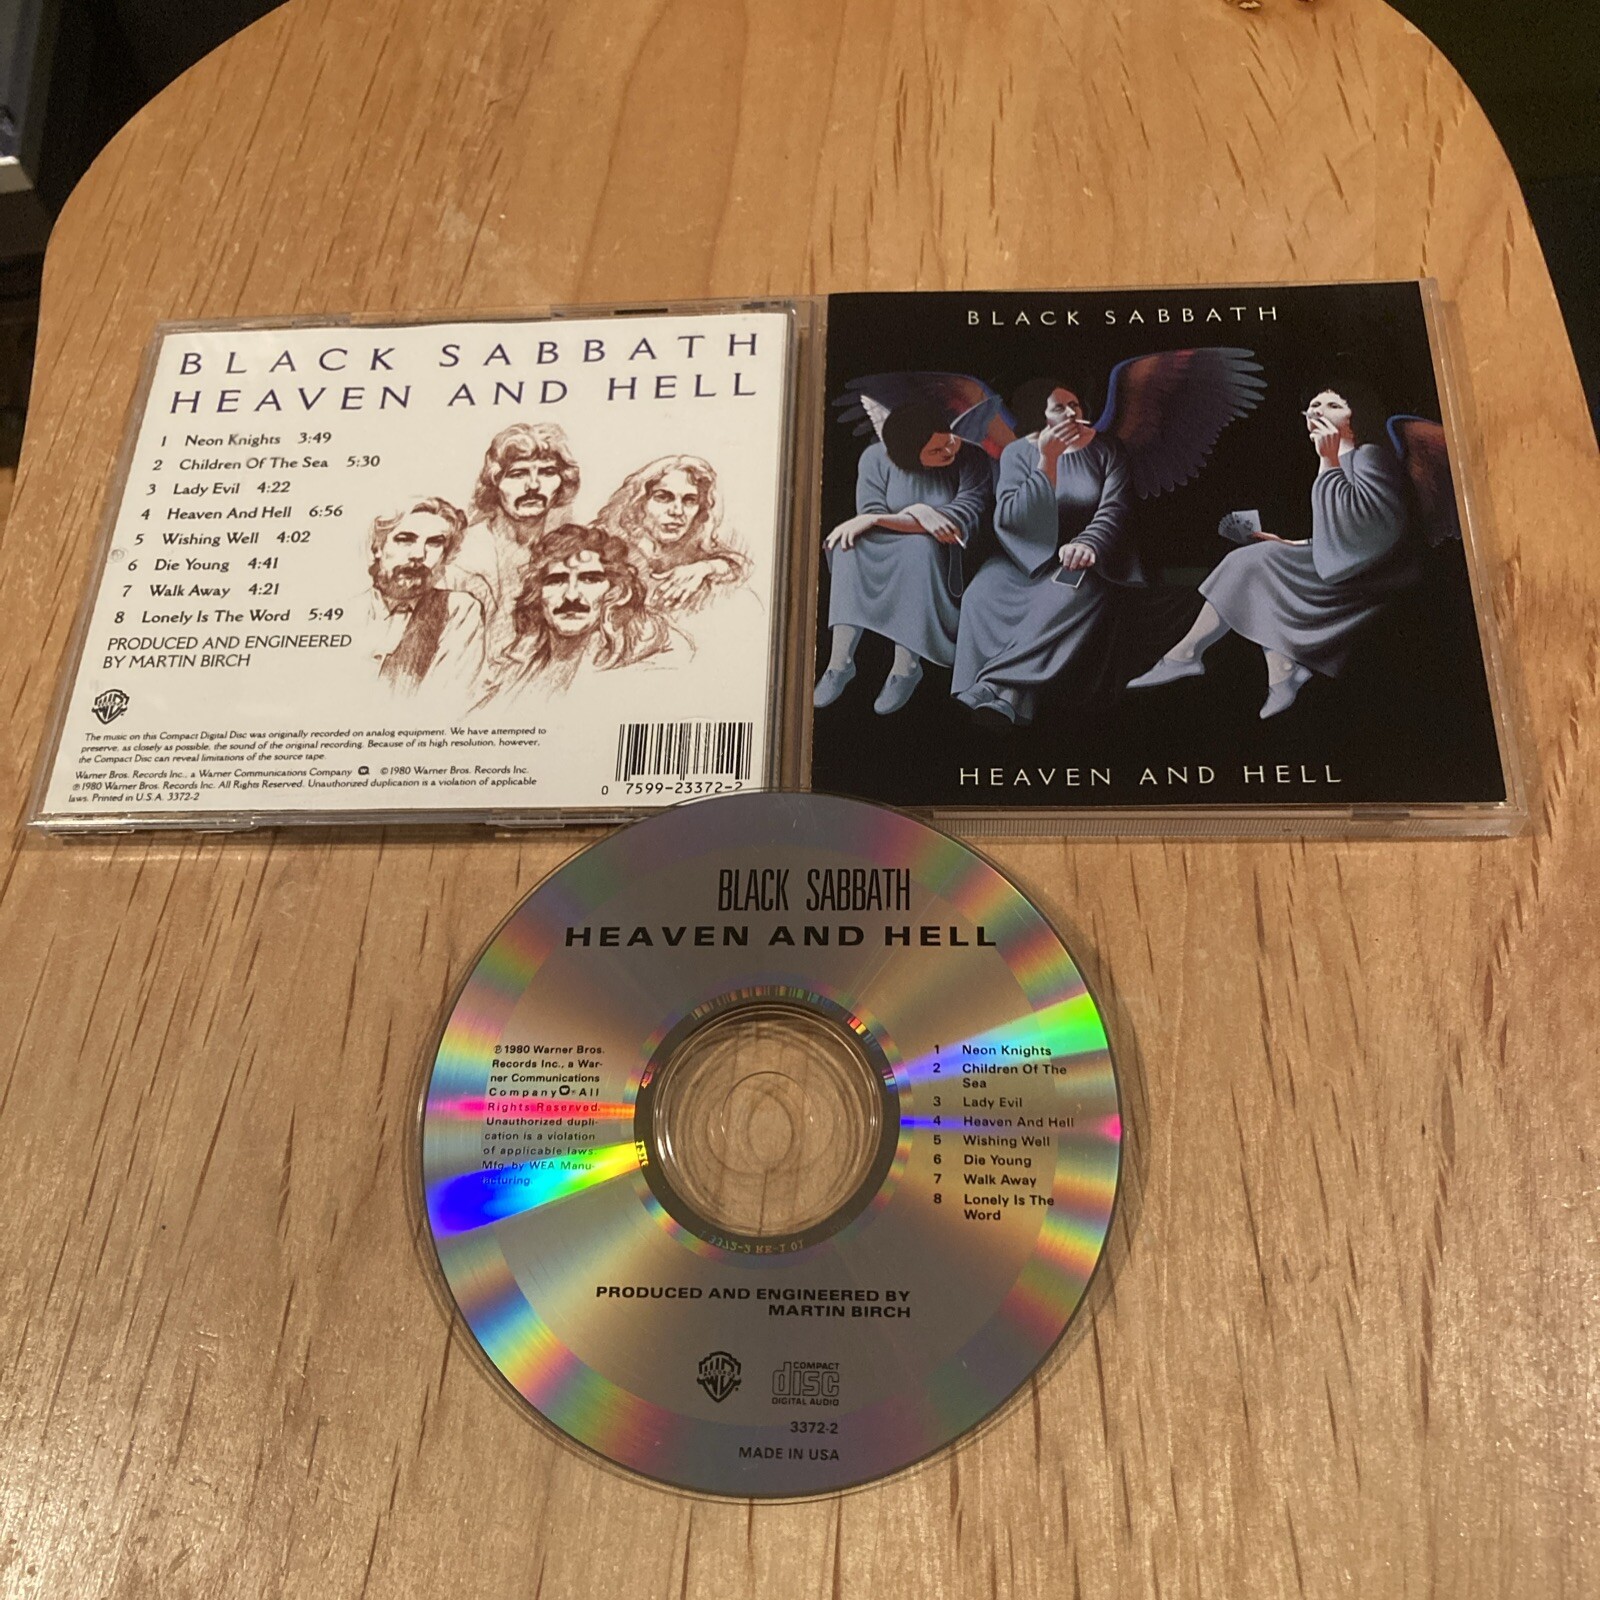 BLACK SABBATH
HEAVEN AND HELL
1 Neon Knights 3:49
2 Children Of The Sea 5:30
3 Lady Evil 4:22
4 Heaven And Hell 6:56
5 Wishing Well 4:02
6 Die Young 4:41
7 Walk Away 4:21
8 Lonely Is The Word 5:49
PRODUCED AND ENGINEERED
BY MARTIN BIRCH
The music on this Compact Digital Disc was originally recorded on analog equipment. We have attempted to
preserve, as closely as possible, the sound of the original recording. Because of its high resolution, however,
the Compact Disc can reveal limitations of the source tape.
Warner Bros. Records Inc., a Warner Communications Company ©1980 Warner Bros. Records Inc.
℗1980 Warner Bros. Records Inc. All Rights Reserved. Unauthorized duplication is a violation of applicable
laws. Printed in U.S.A. 3372-2
0 7599-23372-2
BLACK SABBATH
HEAVEN AND HELL
BLACK SABBATH
HEAVEN AND HELL
℗1980 Warner Bros.
Records Inc., a War-
ner Communications
Company · All
Rights Reserved.
Unauthorized dupli-
cation is a violation
of applicable laws.
Mfg. by WEA Manu-
acturing.
1 Neon Knights
2 Children Of The
Sea
3 Lady Evil
4 Heaven And Hell
5 Wishing Well
6 Die Young
7 Walk Away
8 Lonely Is The
Word
PRODUCED AND ENGINEERED BY
MARTIN BIRCH
COMPACT
disc
DIGITAL AUDIO
3372-2
MADE IN USA